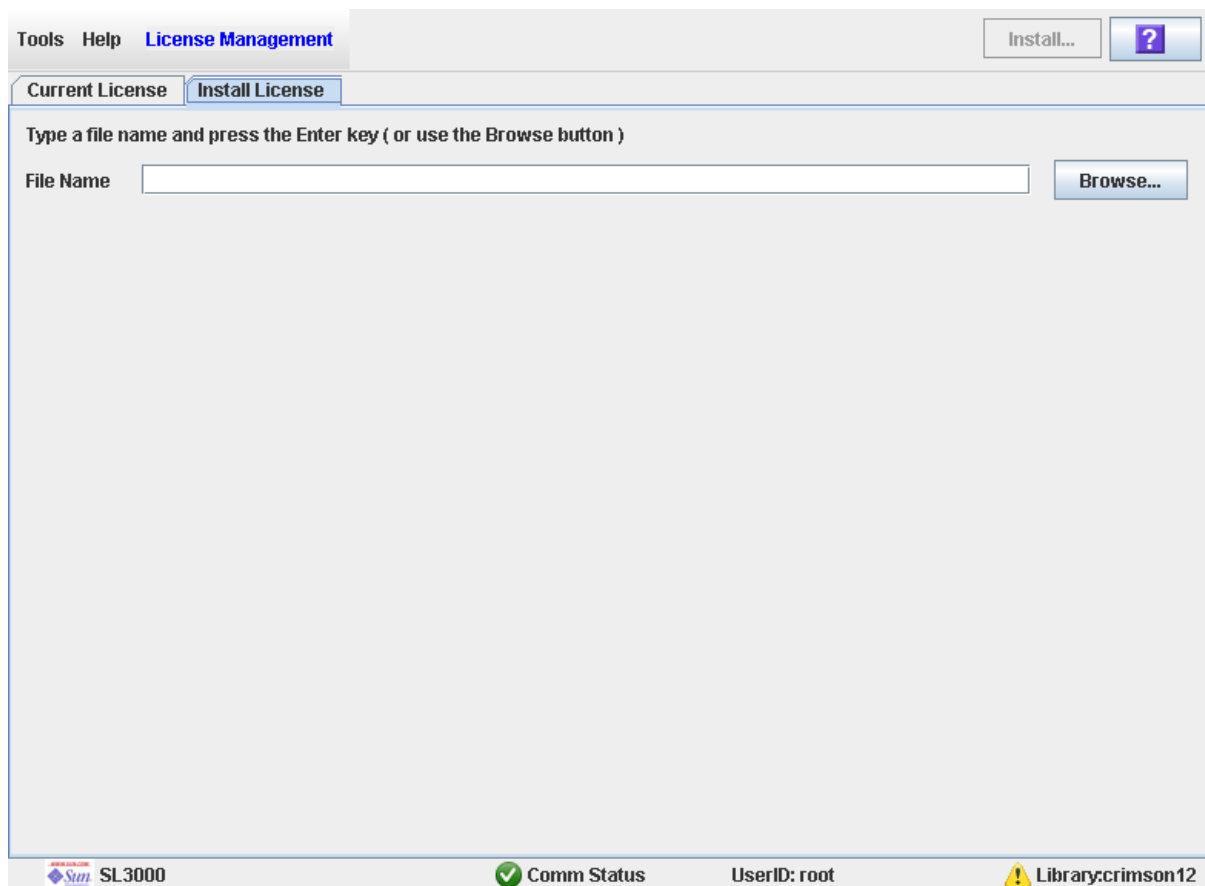 Tools Help License Management Install... ?
Current License Install License
Type a file name and press the Enter key ( or use the Browse button )
File Name Browse...
Sun SL3000 Comm Status UserID: root Library:crimson12